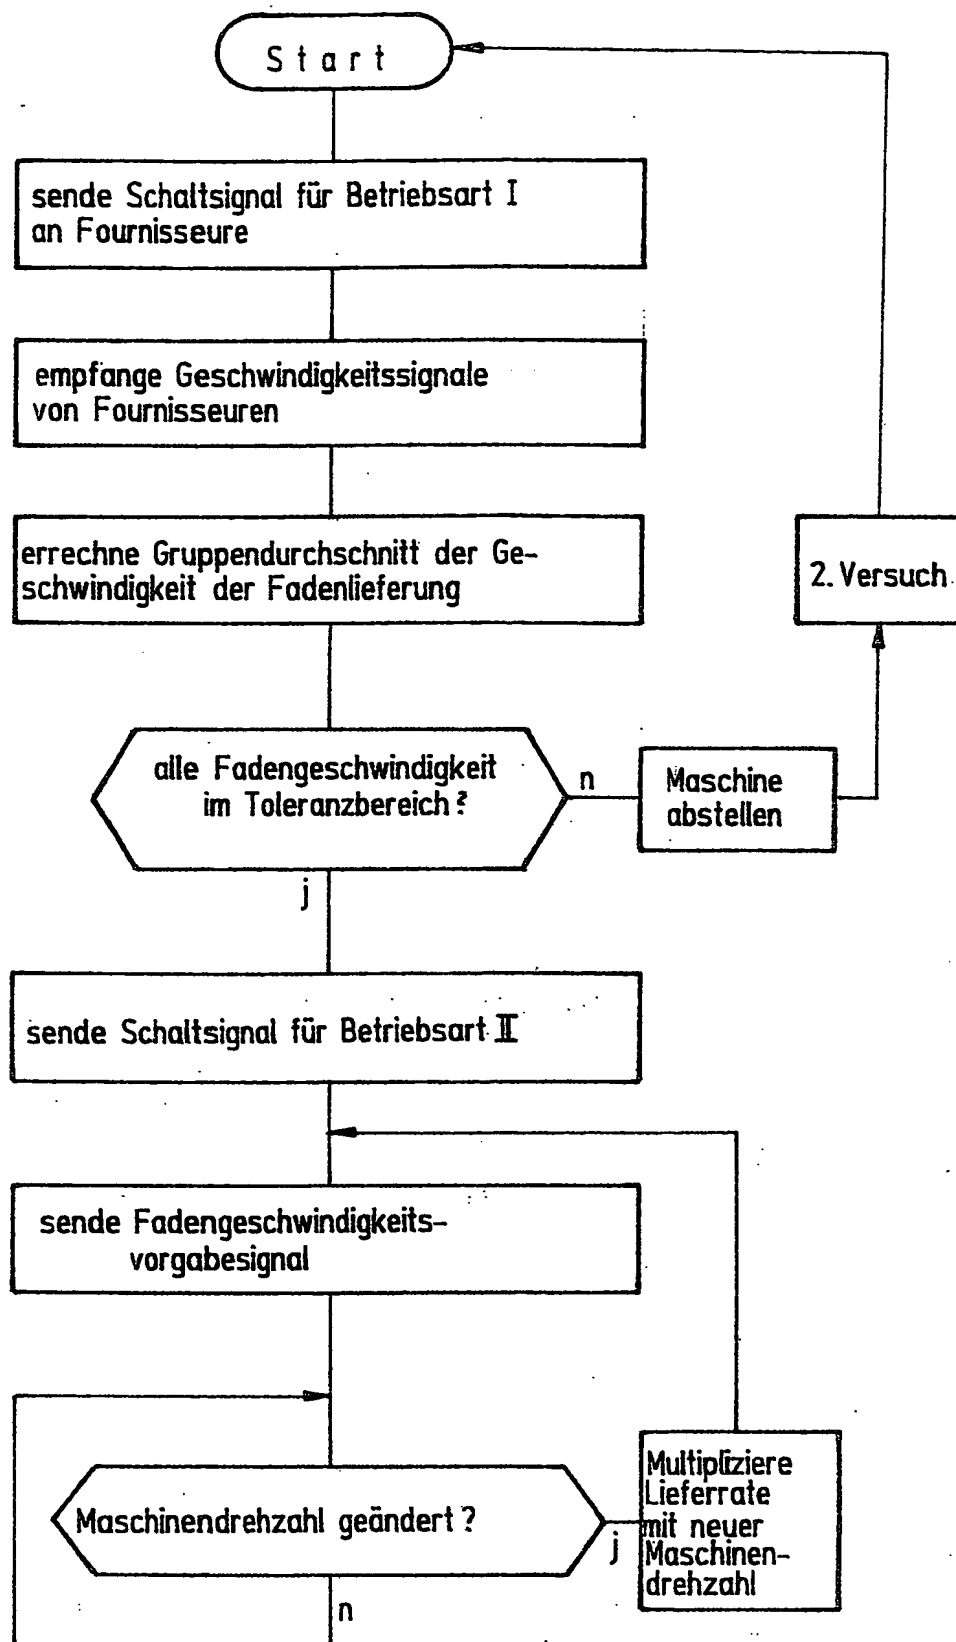 Start
sende Schaltsignal für Betriebsart I
an Fournisseure
empfange Geschwindigkeitssignale
von Fournisseuren
errechne Gruppendurchschnitt der Ge-
schwindigkeit der Fadenlieferung
2. Versuch
alle Fadengeschwindigkeit
im Toleranzbereich?
n
Maschine
abstellen
j
sende Schaltsignal für Betriebsart II
sende Fadengeschwindigkeits-
vorgabesignal
Maschinendrehzahl geändert?
j
Multipliziere
Lieferrate
mit neuer
Maschinen-
drehzahl
n